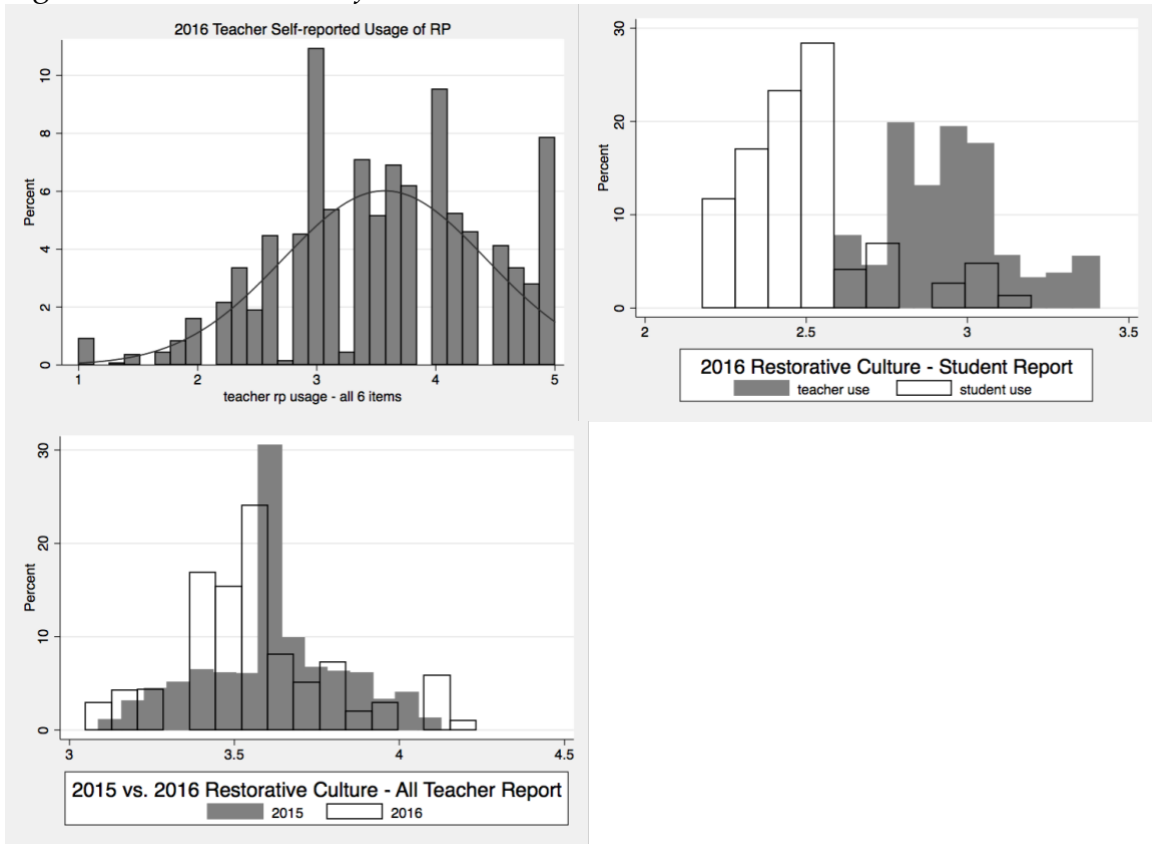 2016 Teacher Self-reported Usage of RP
Percent
10
8
6
4
2
0
1 2 3 4 5
teacher rp usage - all 6 items
Percent
30
20
10
0
2 2.5 3 3.5
2016 Restorative Culture - Student Report
teacher use student use
Percent
30
20
10
0
3 3.5 4 4.5
2015 vs. 2016 Restorative Culture - All Teacher Report
2015 2016